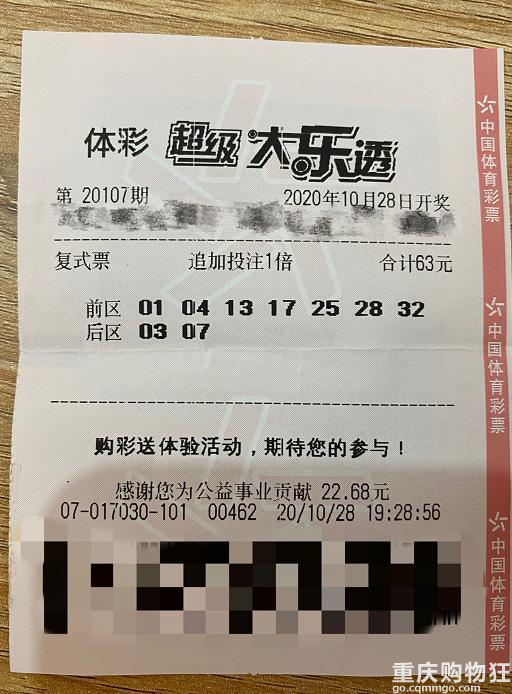 体彩 超级大乐透
第 20107期 2020年10月28日开奖
复式票 追加投注1倍 合计63元
前区 01 04 13 17 25 28 32
后区 03 07
购彩送体验活动，期待您的参与！
感谢您为公益事业贡献 22.68元
07-017030-101 00462 20/10/28 19:28:56
中国体育彩票
中国体育彩票
中国体育彩票
重庆购物狂
go.cqmmgo.com